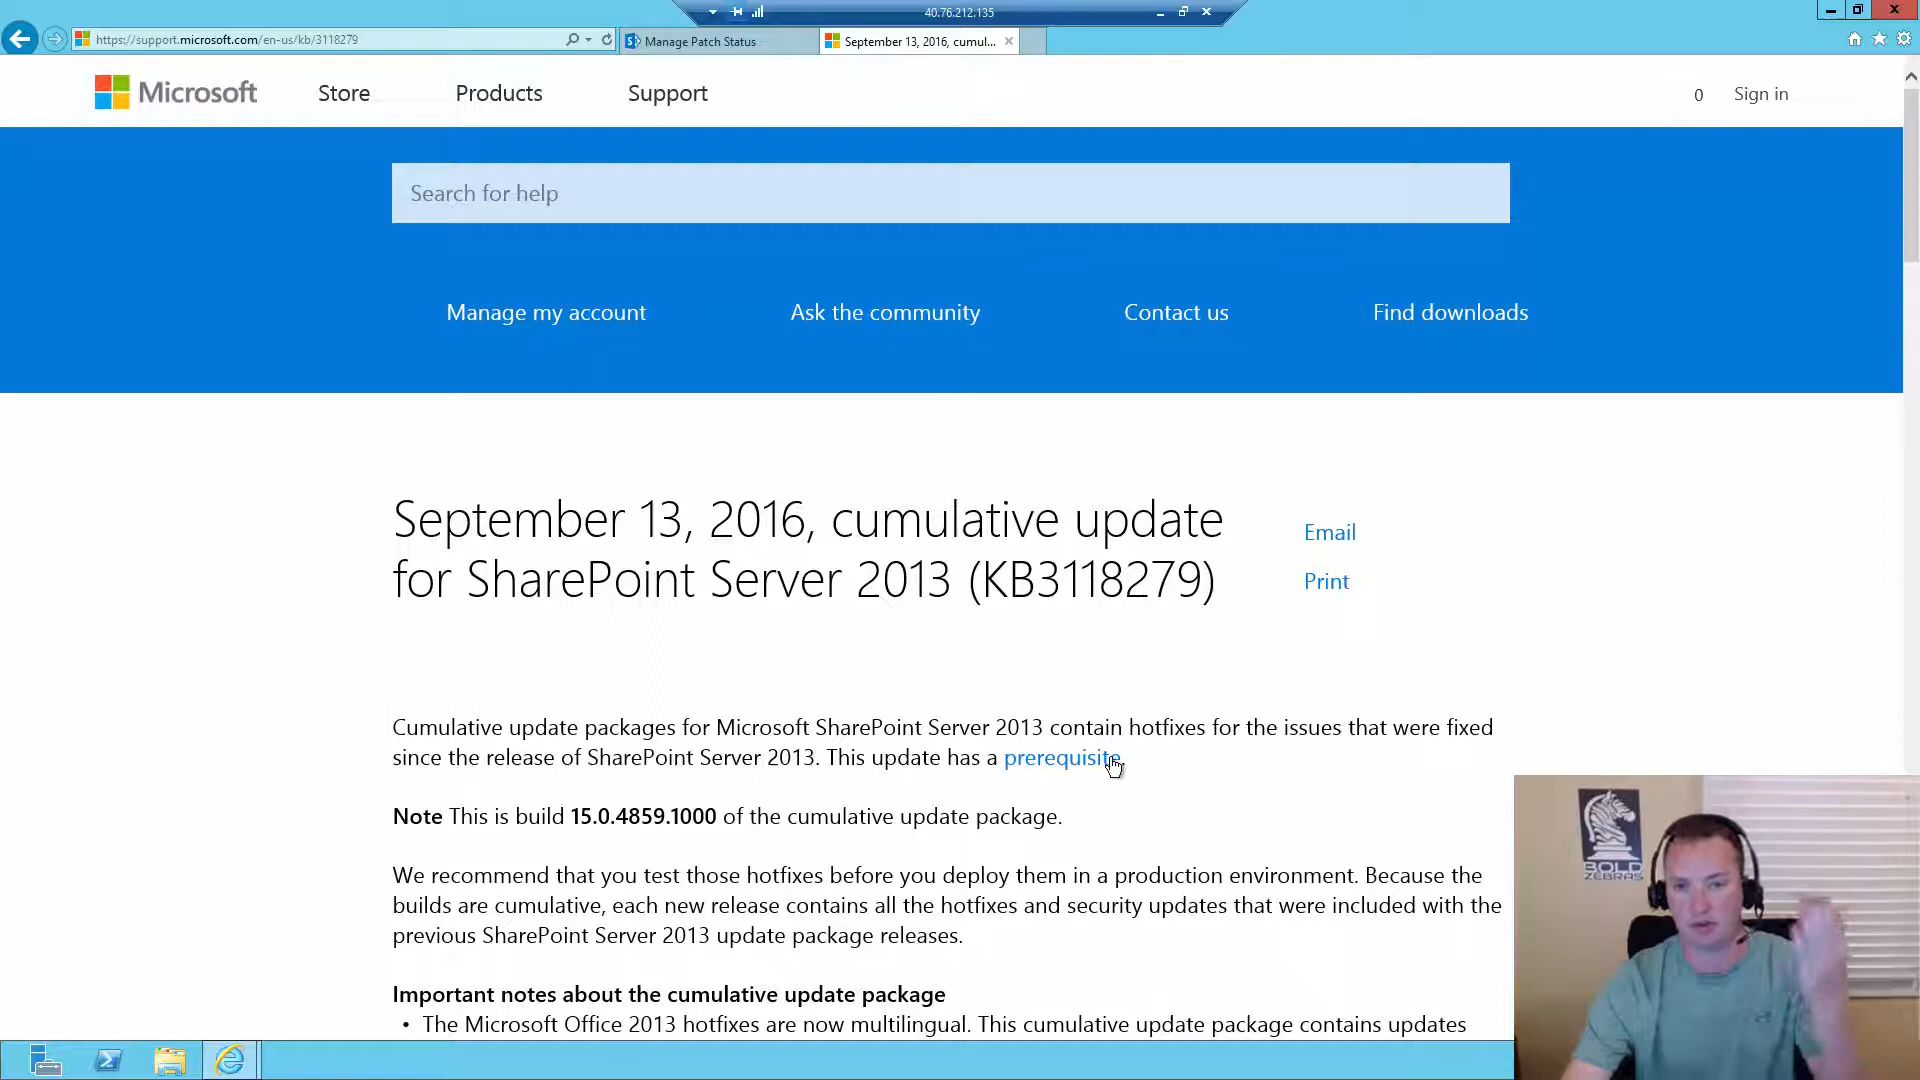 40.76.212.135
https://support.microsoft.com/en-us/kb/3118279
Manage Patch Status
September 13, 2016, cumul...
Microsoft
Store
Products
Support
0
Sign in
Search for help
Manage my account
Ask the community
Contact us
Find downloads
September 13, 2016, cumulative update
for SharePoint Server 2013 (KB3118279)
Email
Print
Cumulative update packages for Microsoft SharePoint Server 2013 contain hotfixes for the issues that were fixed
since the release of SharePoint Server 2013. This update has a prerequisite.
Note This is build 15.0.4859.1000 of the cumulative update package.
We recommend that you test those hotfixes before you deploy them in a production environment. Because the
builds are cumulative, each new release contains all the hotfixes and security updates that were included with the
previous SharePoint Server 2013 update package releases.
Important notes about the cumulative update package
• The Microsoft Office 2013 hotfixes are now multilingual. This cumulative update package contains updates
BOLD
ZEBRAS